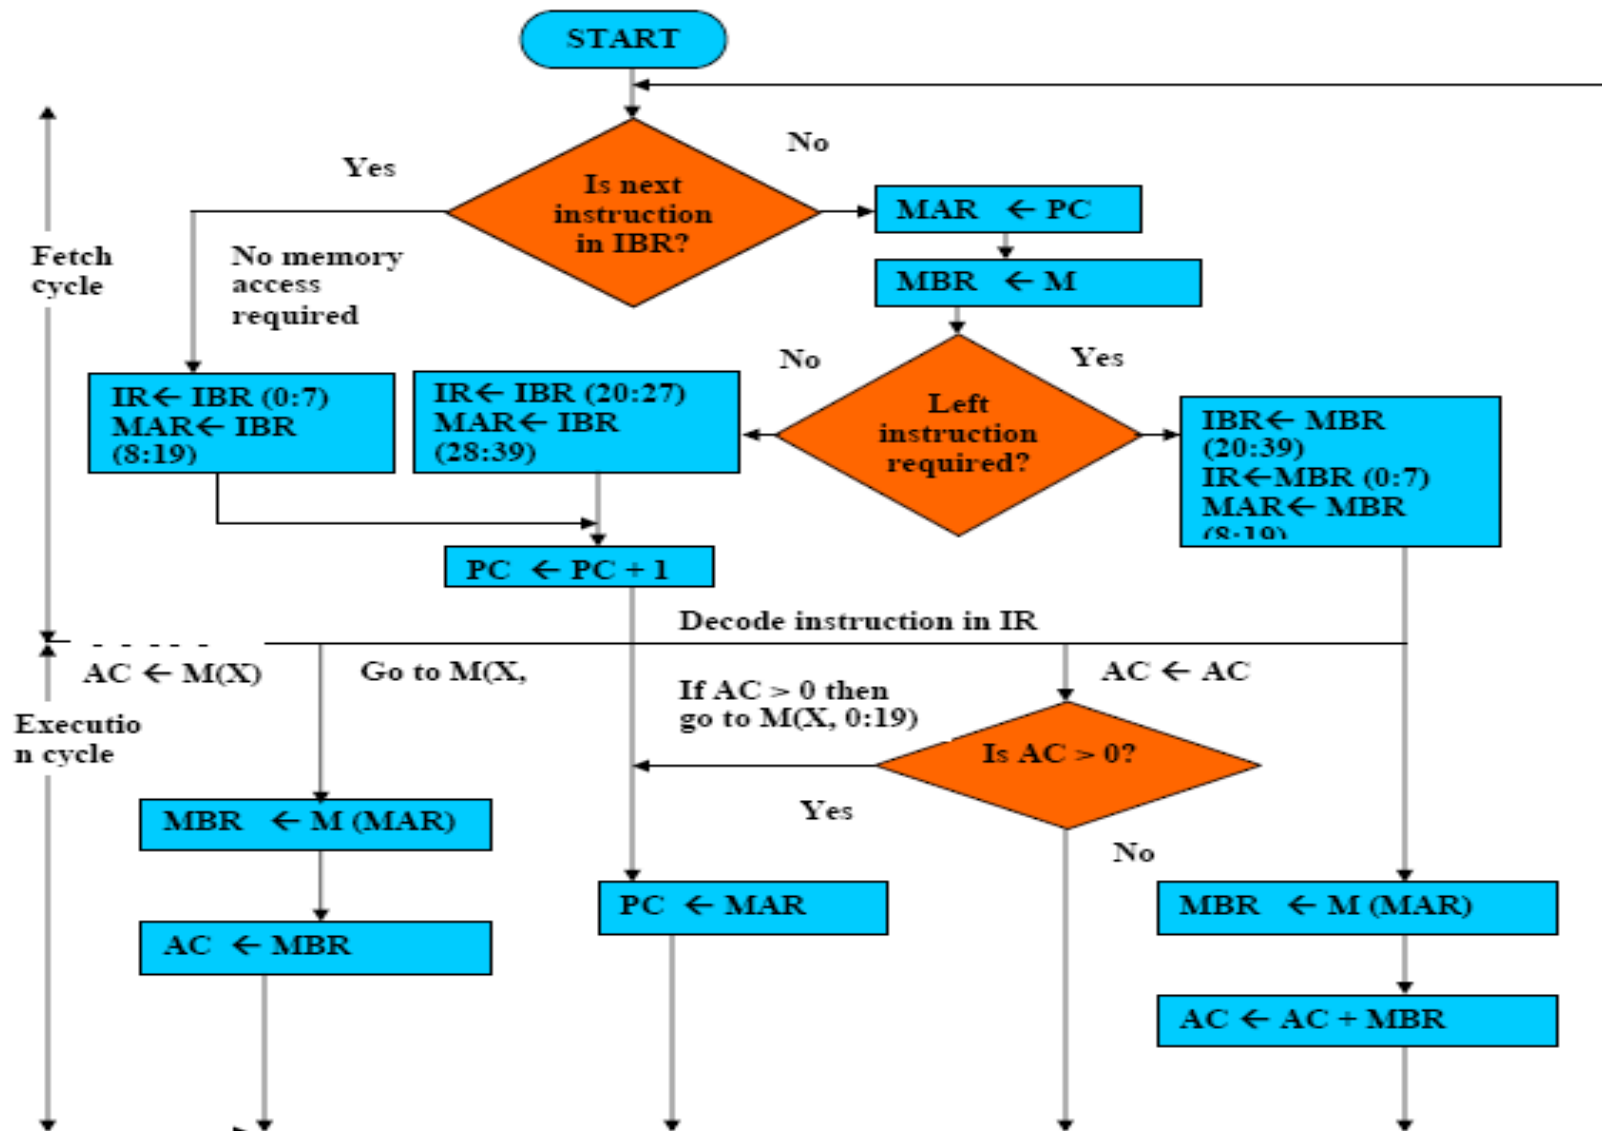 START
No
Yes
Is next
instruction
in IBR?
MAR ← PC
Fetch
cycle
No memory
access
required
MBR ← M
No
Yes
IR← IBR (0:7)
MAR← IBR
(8:19)
IR← IBR (20:27)
MAR← IBR
(28:39)
Left
instruction
required?
IBR← MBR
(20:39)
IR←MBR (0:7)
MAR← MBR
(8:19)
PC ← PC + 1
Decode instruction in IR
AC ← M(X)
Go to M(X,
If AC > 0 then
go to M(X, 0:19)
AC ← AC
Executio
n cycle
Is AC > 0?
Yes
No
MBR ← M (MAR)
PC ← MAR
MBR ← M (MAR)
AC ← MBR
AC ← AC + MBR